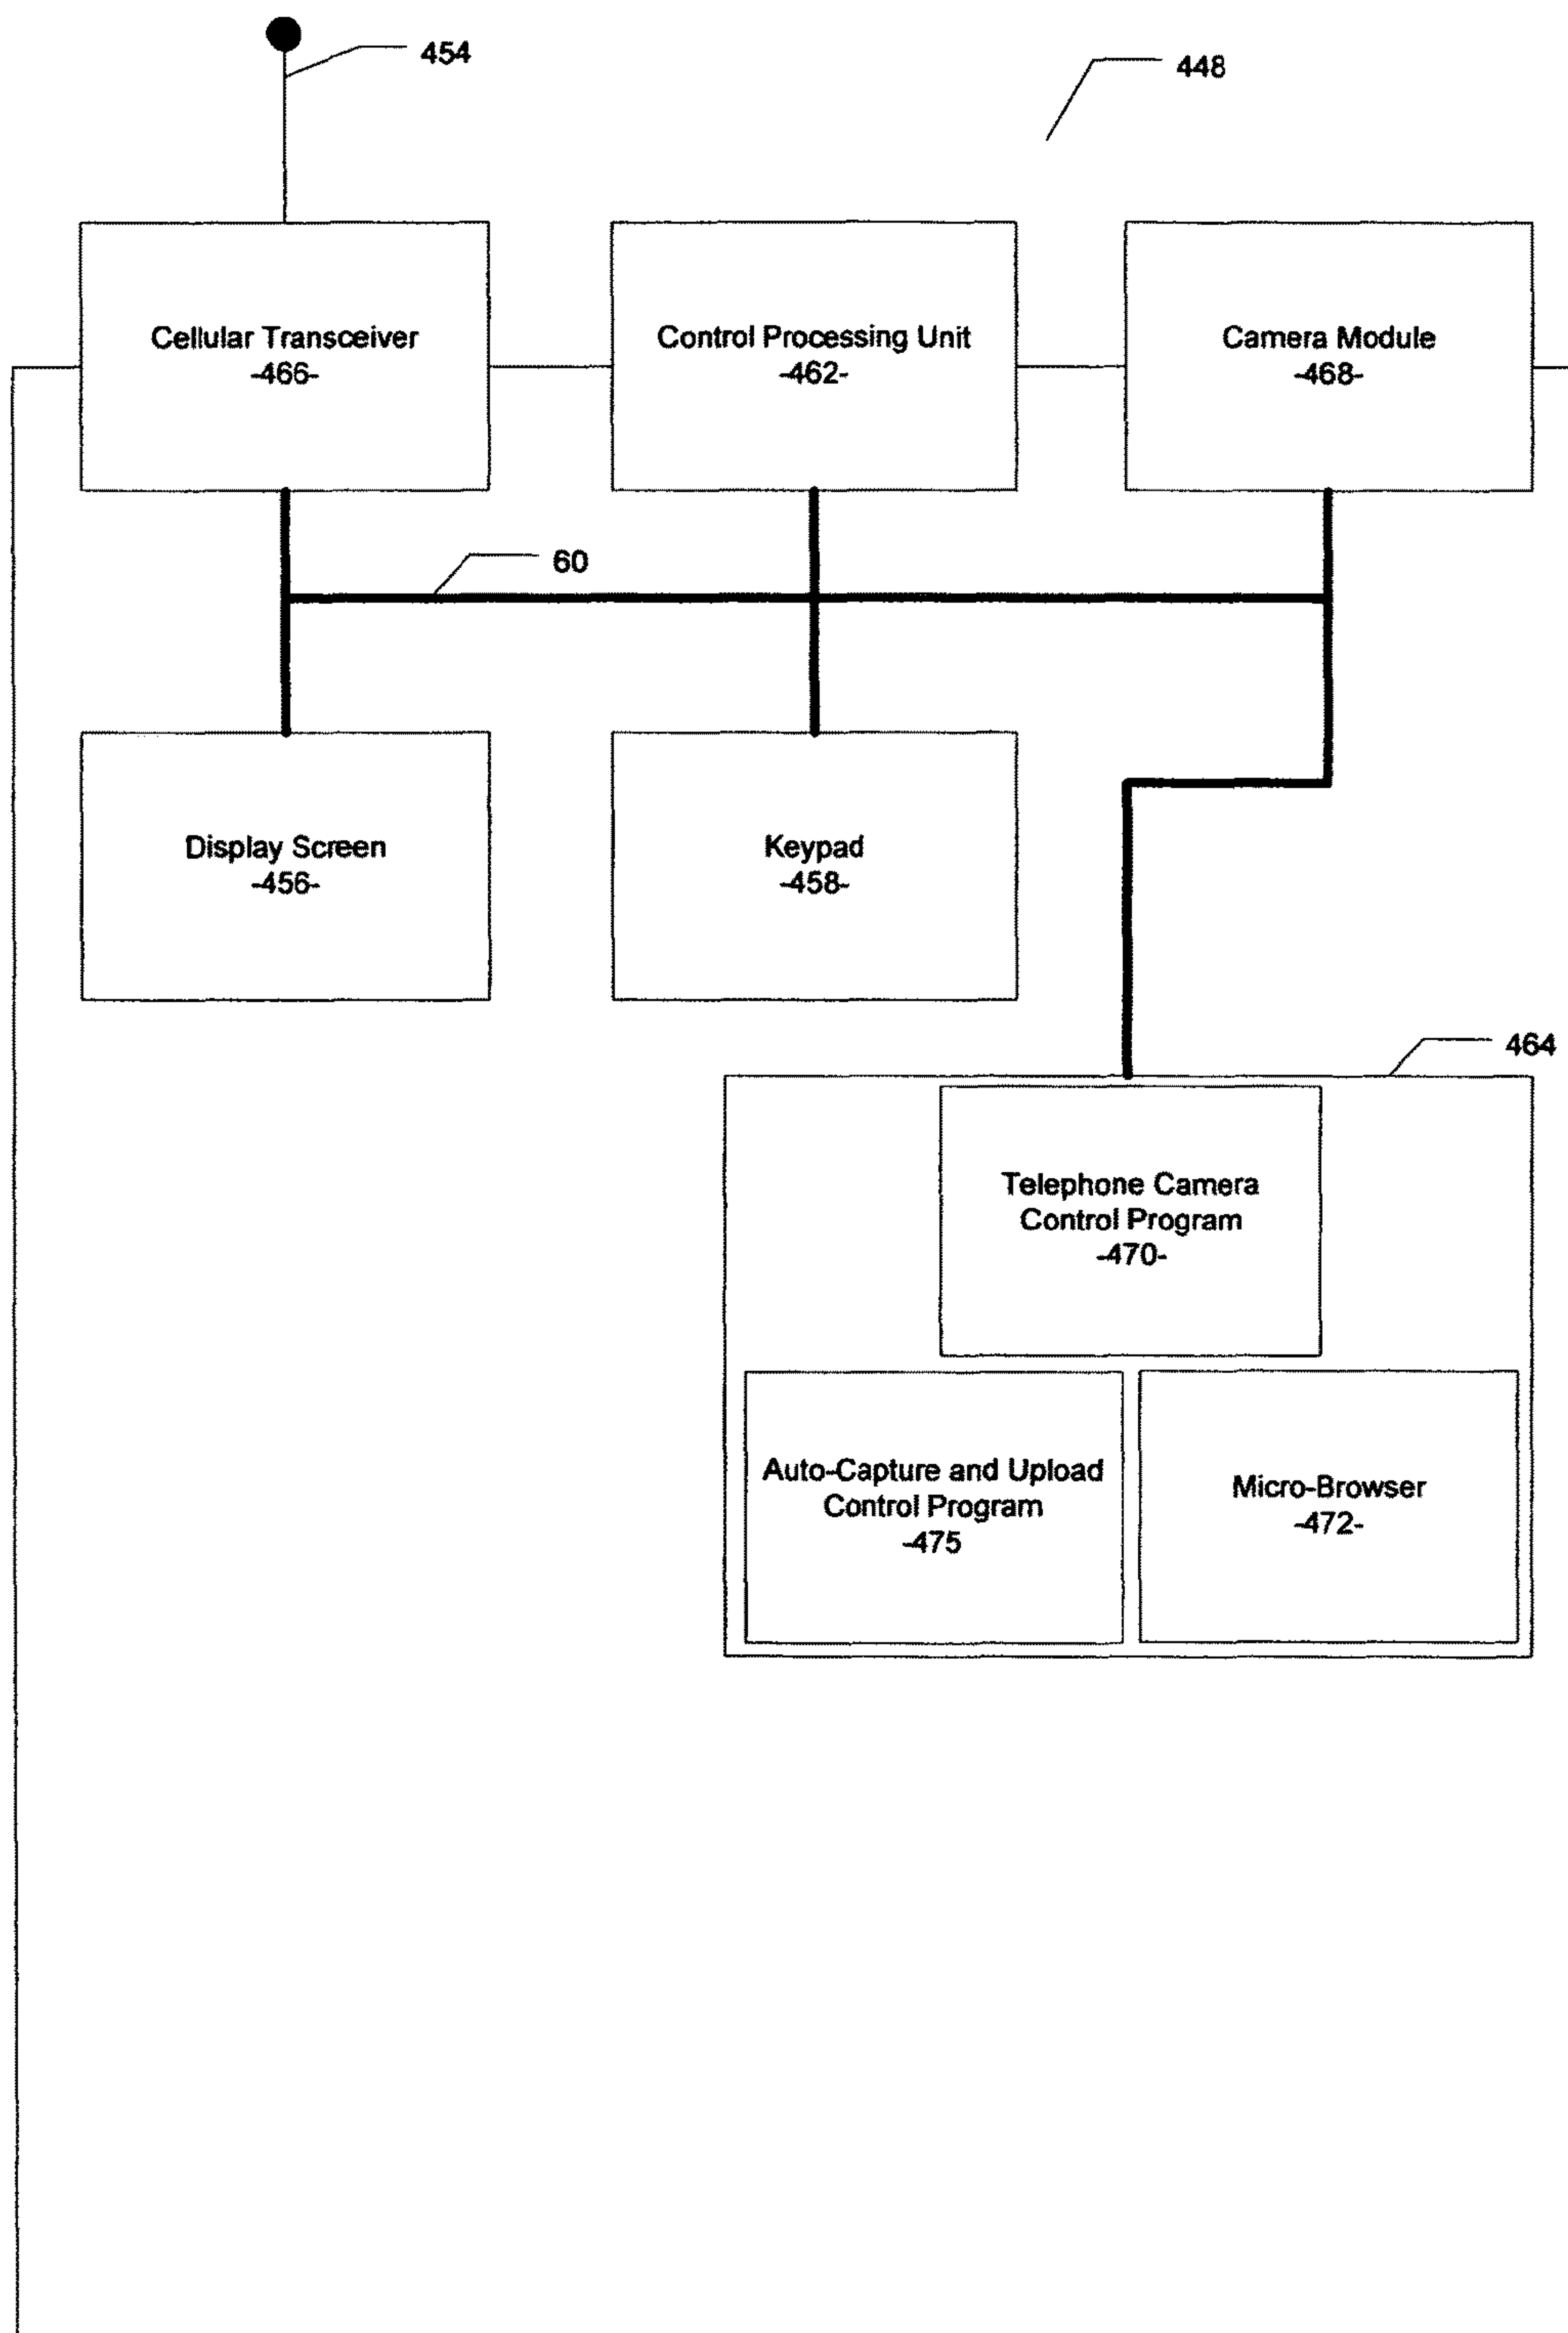 454
448
Cellular Transceiver
-466-
Control Processing Unit
-462-
Camera Module
-468-
60
Display Screen
-456-
Keypad
-458-
464
Telephone Camera
Control Program
-470-
Auto-Capture and Upload
Control Program
-475
Micro-Browser
-472-